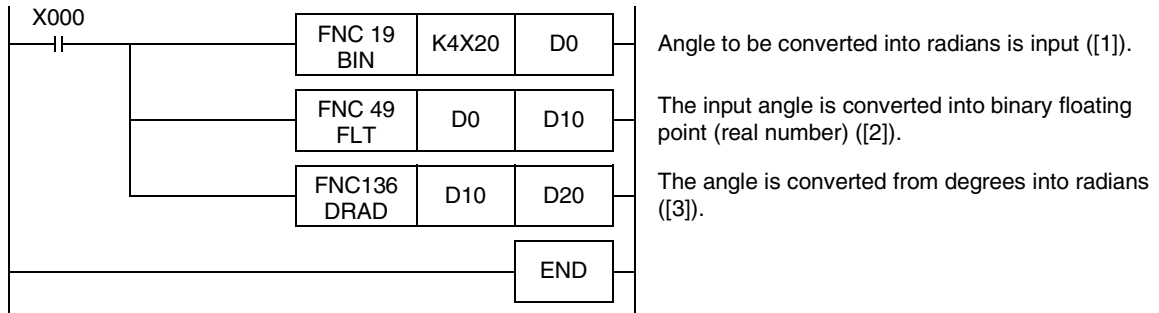 X000
FNC 19 BIN K4X20 D0 Angle to be converted into radians is input ([1]).
FNC 49 FLT D0 D10 The input angle is converted into binary floating
point (real number) ([2]).
FNC136 DRAD D10 D20 The angle is converted from degrees into radians
([3]).
END